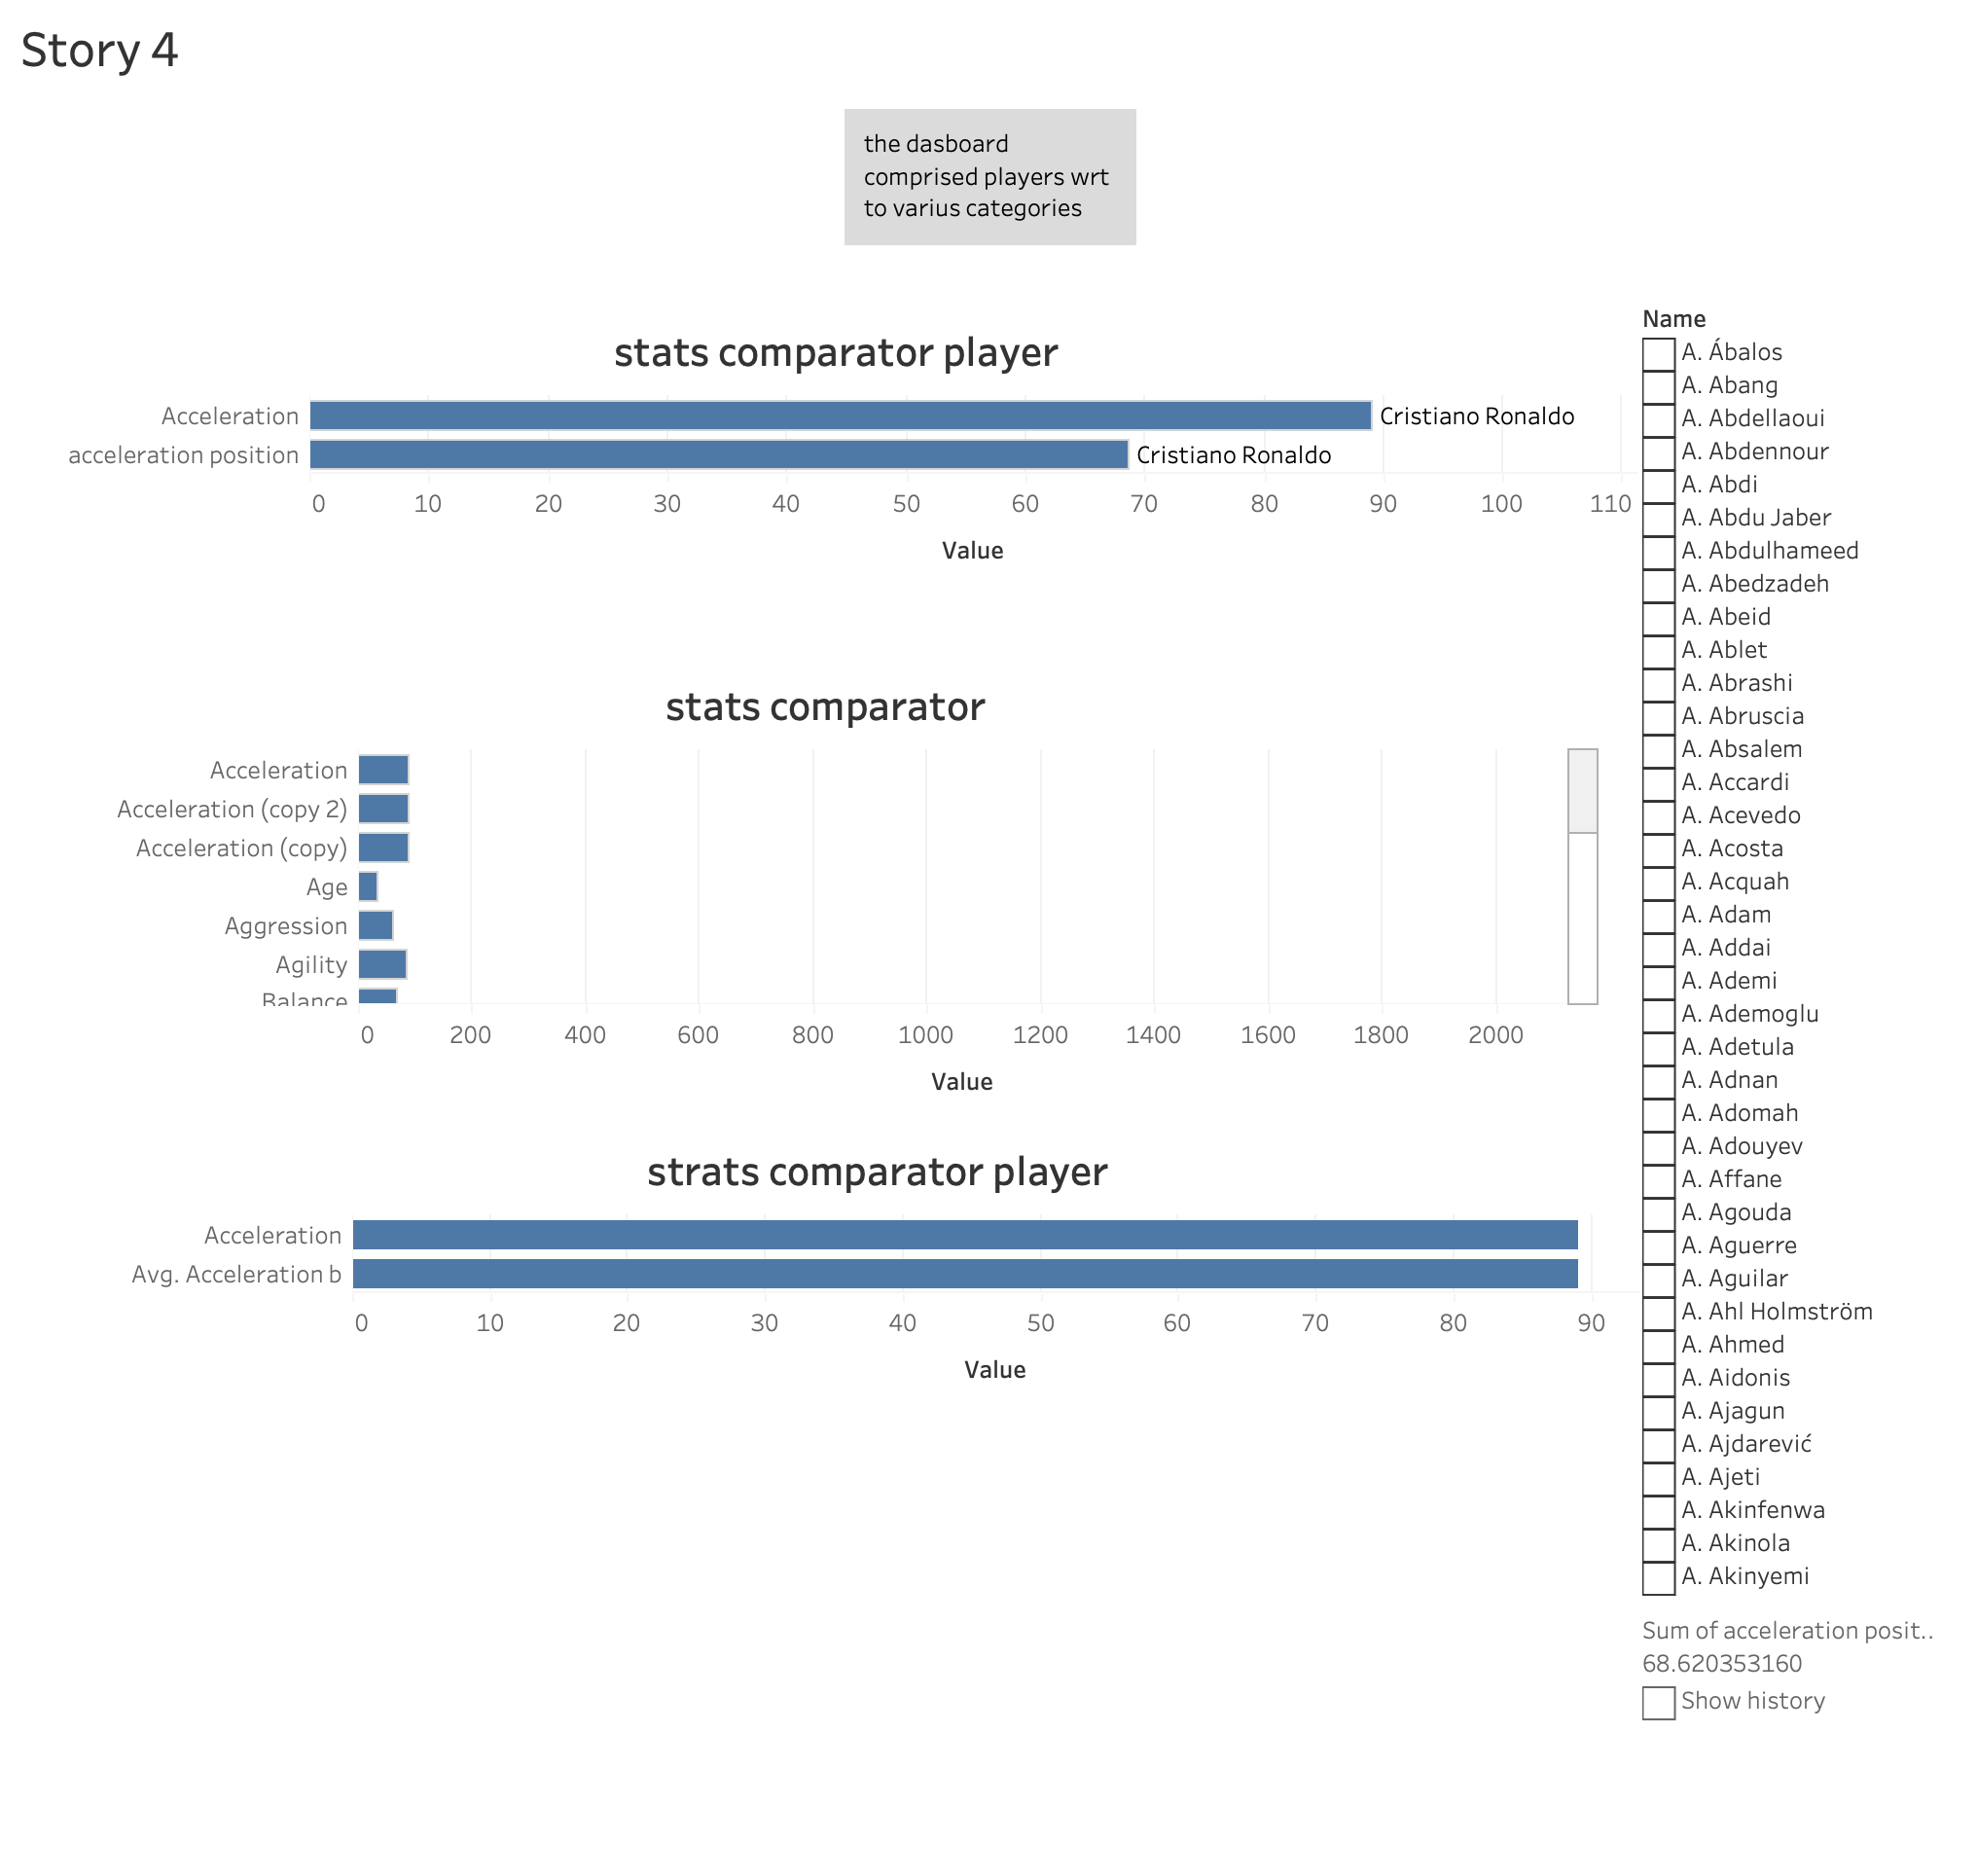 Story 4
the dasboard
comprised players wrt
to varius categories
stats comparator player
Acceleration
Cristiano Ronaldo
acceleration position
Cristiano Ronaldo
0 10 20 30 40 50 60 70 80 90 100 110
Value
stats comparator
Acceleration
Acceleration (copy 2)
Acceleration (copy)
Age
Aggression
Agility
Balance
0 200 400 600 800 1000 1200 1400 1600 1800 2000
Value
strats comparator player
Acceleration
Avg. Acceleration b
0 10 20 30 40 50 60 70 80 90
Value
Name
A. Ábalos
A. Abang
A. Abdellaoui
A. Abdennour
A. Abdi
A. Abdu Jaber
A. Abdulhameed
A. Abedzadeh
A. Abeid
A. Ablet
A. Abrashi
A. Abruscia
A. Absalem
A. Accardi
A. Acevedo
A. Acosta
A. Acquah
A. Adam
A. Addai
A. Ademi
A. Ademoglu
A. Adetula
A. Adnan
A. Adomah
A. Adouyev
A. Affane
A. Agouda
A. Aguerre
A. Aguilar
A. Ahl Holmström
A. Ahmed
A. Aidonis
A. Ajagun
A. Ajdarević
A. Ajeti
A. Akinfenwa
A. Akinola
A. Akinyemi
Sum of acceleration posit..
68.620353160
Show history